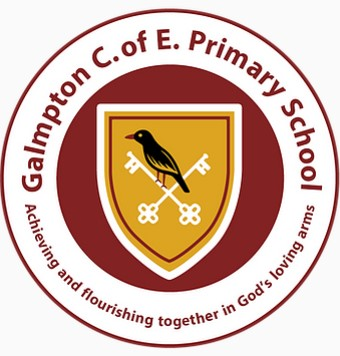 Galmpton C. of E. Primary School
Achieving and flourishing together in God's loving arms